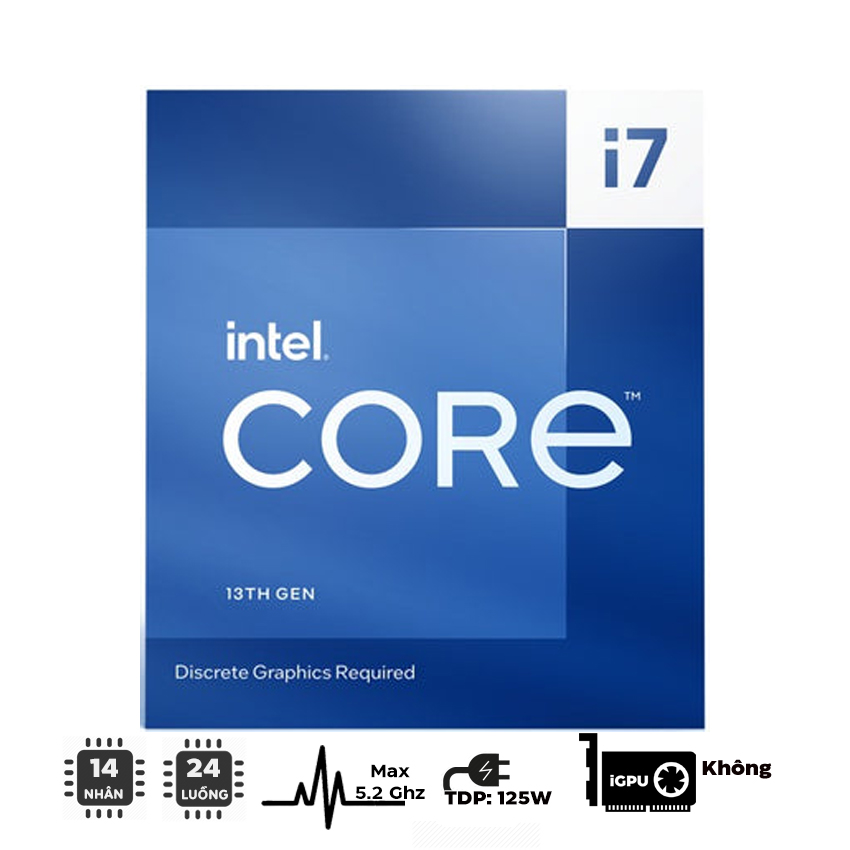 i7
intel.
CORE™
13TH GEN
Discrete Graphics Required
14
NHÂN
24
LUỒNG
Max
5.2 Ghz
TDP: 125W
iGPU
Không